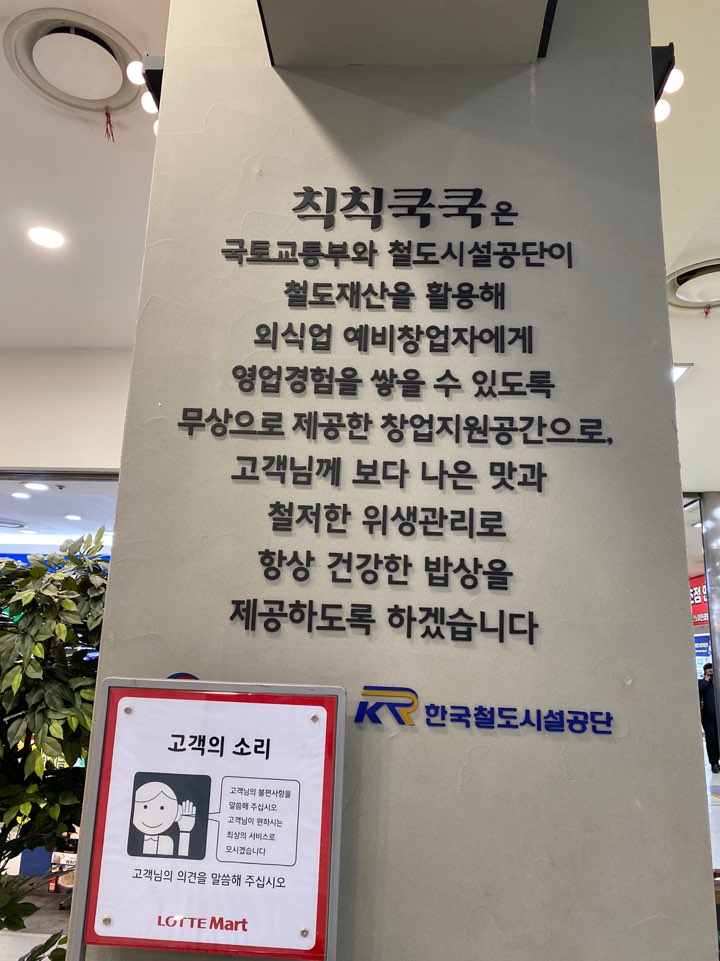 칙칙쿡쿡은
국토교통부와 철도시설공단이
철도재산을 활용해
외식업 예비창업자에게
영업경험을 쌓을 수 있도록
무상으로 제공한 창업지원공간으로,
고객님께 보다 나은 맛과
철저한 위생관리로
항상 건강한 밥상을
제공하도록 하겠습니다
KR 한국철도시설공단
고객의 소리
고객님의 불편사항을
말씀해 주십시오
고객님이 원하시는
최상의 서비스로
모시겠습니다
고객님의 의견을 말씀해 주십시오
LOTTE Mart